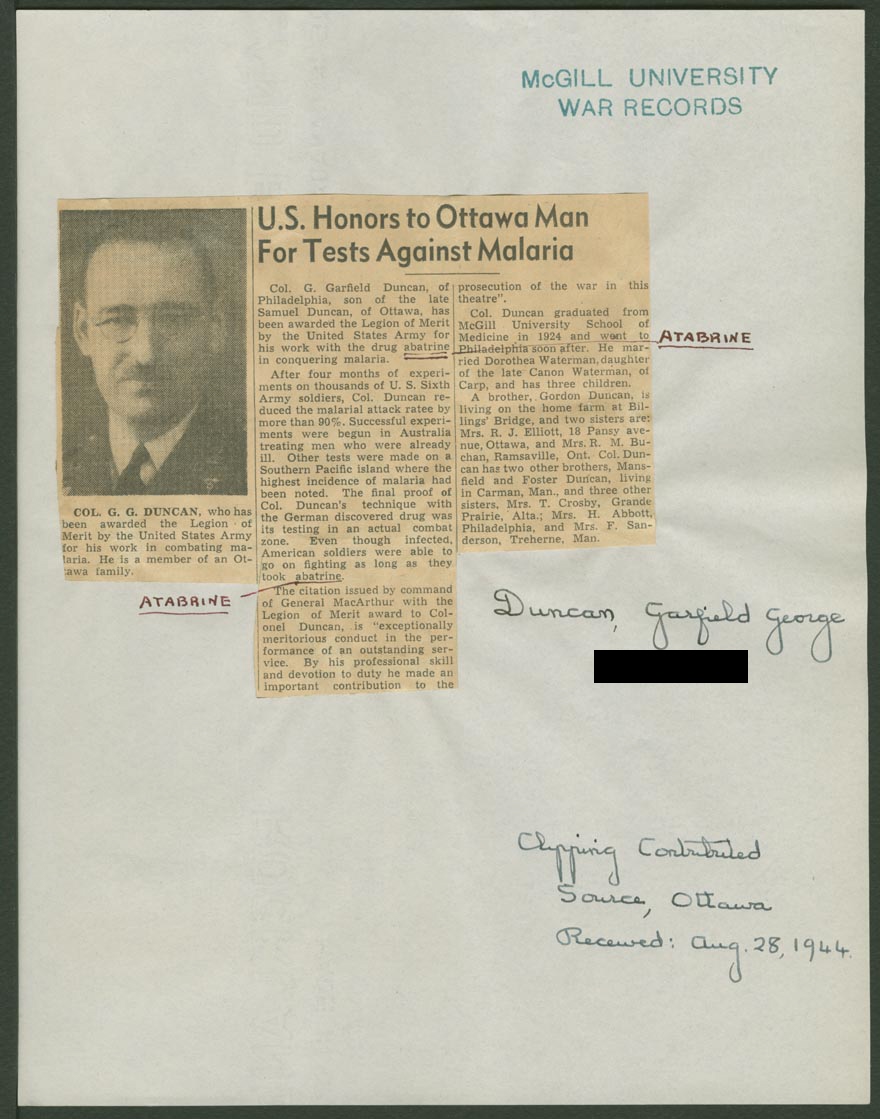 McGILL UNIVERSITY
WAR RECORDS
U.S. Honors to Ottawa Man
For Tests Against Malaria
Col. G. Garfield Duncan, of
Philadelphia, son of the late
Samuel Duncan, of Ottawa, has
been awarded the Legion of Merit
by the United States Army for
his work with the drug abatrine
in conquering malaria.
After four months of experi-
ments on thousands of U. S. Sixth
Army soldiers, Col. Duncan re-
duced the malarial attack ratee by
more than 90%. Successful experi-
ments were begun in Australia
treating men who were already
ill. Other tests were made on a
Southern Pacific island where the
highest incidence of malaria had
been noted. The final proof of
Col. Duncan's technique with
the German discovered drug was
its testing in an actual combat
zone. Even though infected,
American soldiers were able to
go on fighting as long as they
took abatrine.
The citation issued by command
of General MacArthur with the
Legion of Merit award to Col-
onel Duncan, is "exceptionally
meritorious conduct in the per-
formance of an outstanding ser-
vice. By his professional skill
and devotion to duty he made an
important contribution to the
prosecution of the war in this
theatre".
Col. Duncan graduated from
McGill University School of
Medicine in 1924 and went to
Philadelphia soon after. He mar-
ried Dorothea Waterman, daughter
of the late Canon Waterman, of
Carp, and has three children.
A brother, Gordon Duncan, is
living on the home farm at Bil-
lings' Bridge, and two sisters are:
Mrs. R. J. Elliott, 18 Pansy ave-
nue, Ottawa, and Mrs. R. M. Bu-
chan, Ramsaville, Ont. Col. Dun-
can has two other brothers, Mans-
field and Foster Duncan, living
in Carman, Man., and three other
sisters, Mrs. T. Crosby, Grande
Prairie, Alta.; Mrs. H. Abbott,
Philadelphia, and Mrs. F. San-
derson, Treherne, Man.
ATABRINE
COL. G. G. DUNCAN, who has
been awarded the Legion of
Merit by the United States Army
for his work in combating ma-
laria. He is a member of an Ot-
tawa family.
ATABRINE
Duncan, Garfield George
Clipping Contributed
Source, Ottawa
Received: Aug. 28, 1944.